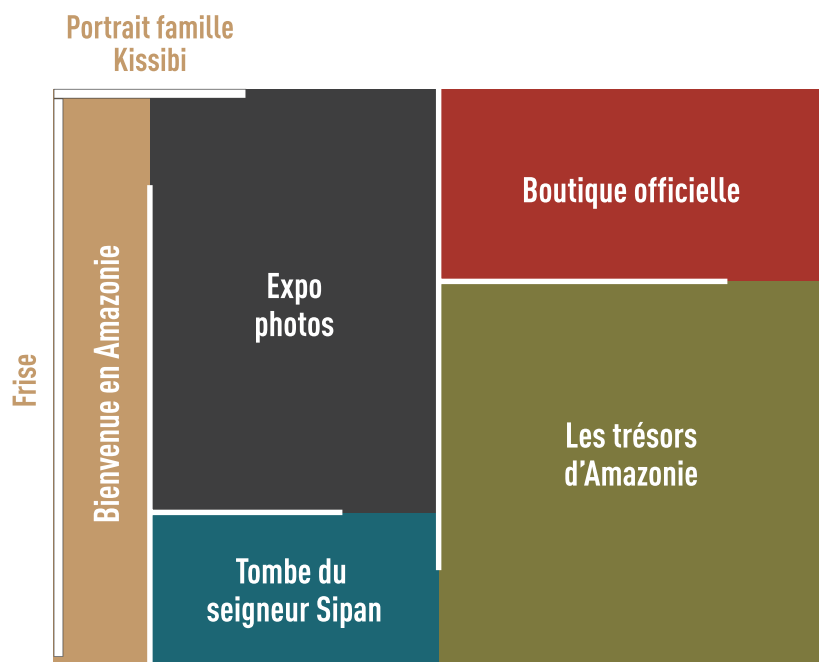 Portrait famille
Kissibi
Frise
Bienvenue en Amazonie
Expo
photos
Tombe du
seigneur Sipan
Boutique officielle
Les trésors
d’Amazonie